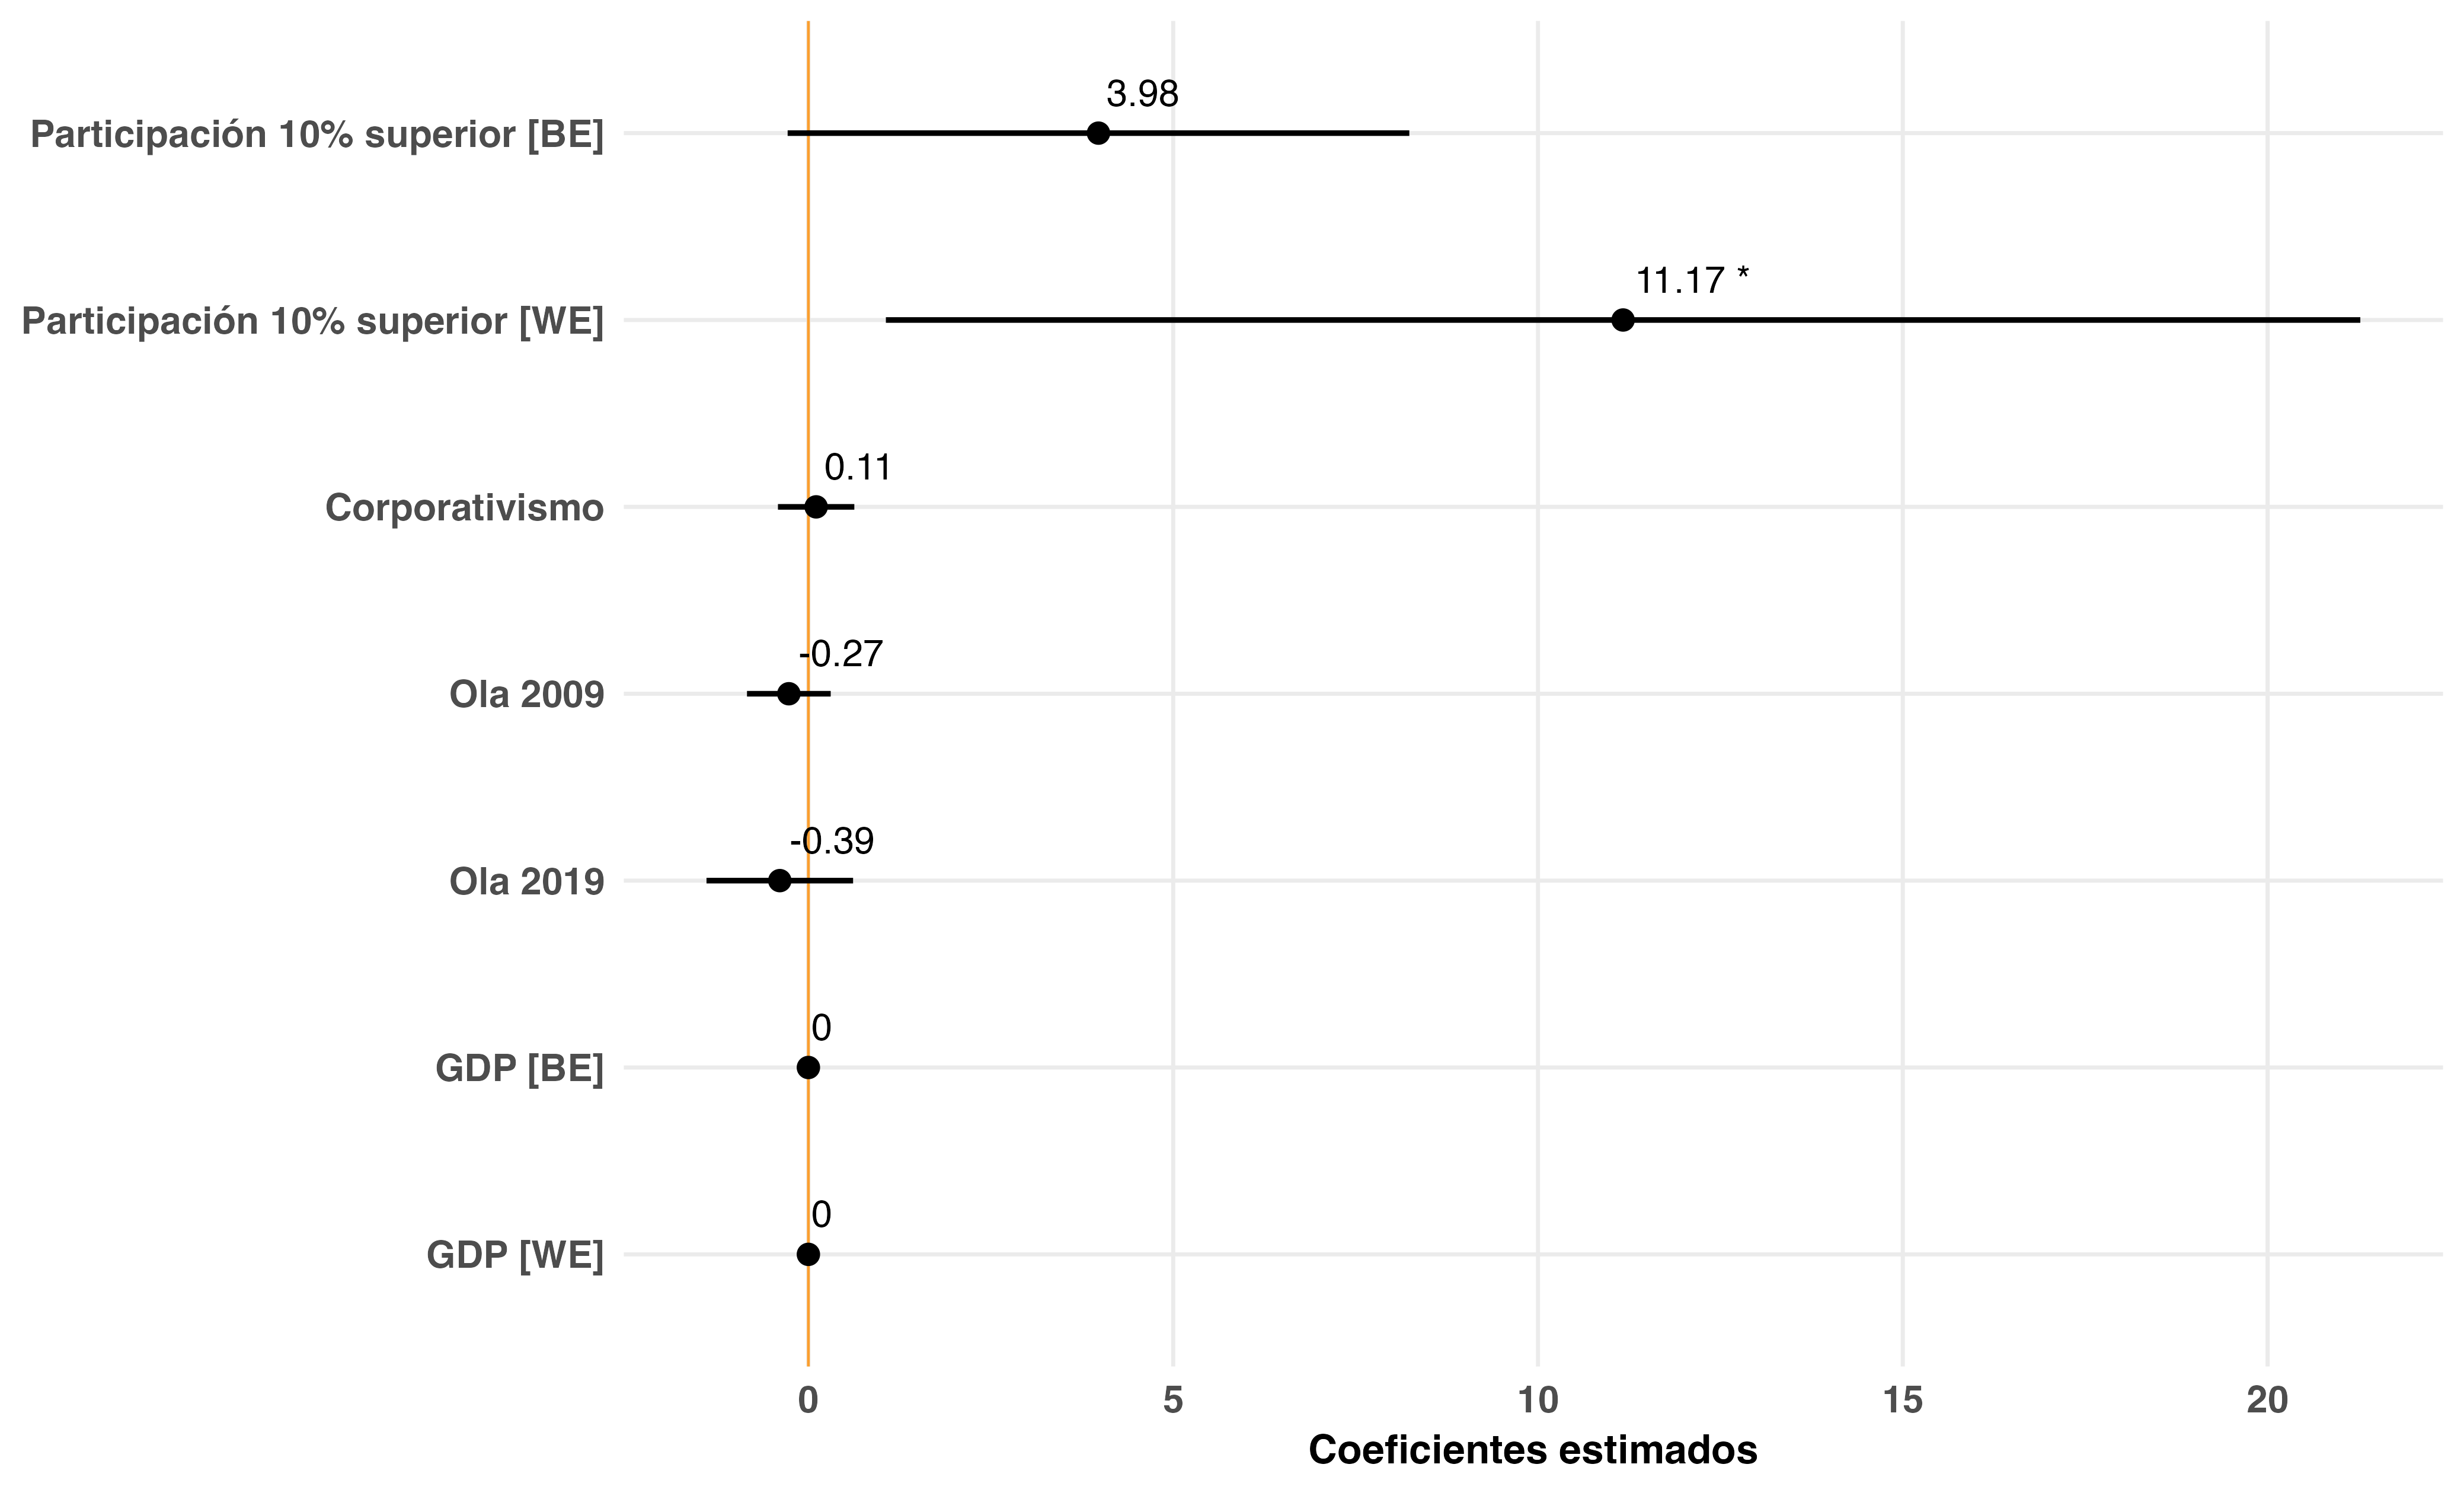 3.98
Participación 10% superior [BE]
11.17 *
Participación 10% superior [WE]
0.11
Corporativismo
-0.27
Ola 2009
-0.39
Ola 2019
0
GDP [BE]
0
GDP [WE]
0 5 10 15 20
Coeficientes estimados